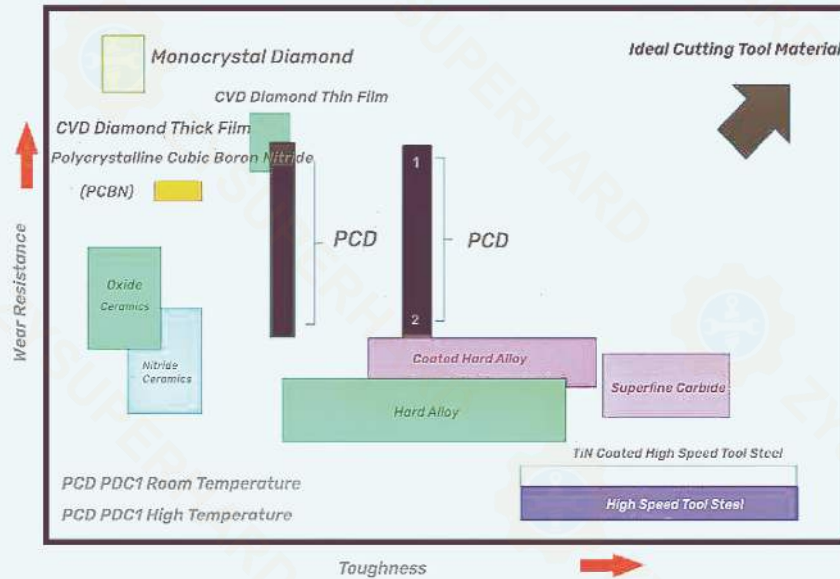 Ideal Cutting Tool Material
Monocrystal Diamond
CVD Diamond Thin Film
CVD Diamond Thick Film
Polycrystalline Cubic Boron Nitride
(PCBN)
1
PCD
PCD
2
Oxide
Ceramics
Nitride
Ceramics
Coated Hard Alloy
Superfine Carbide
Hard Alloy
TiN Coated High Speed Tool Steel
High Speed Tool Steel
PCD PDC1 Room Temperature
PCD PDC1 High Temperature
Wear Resistance
Toughness